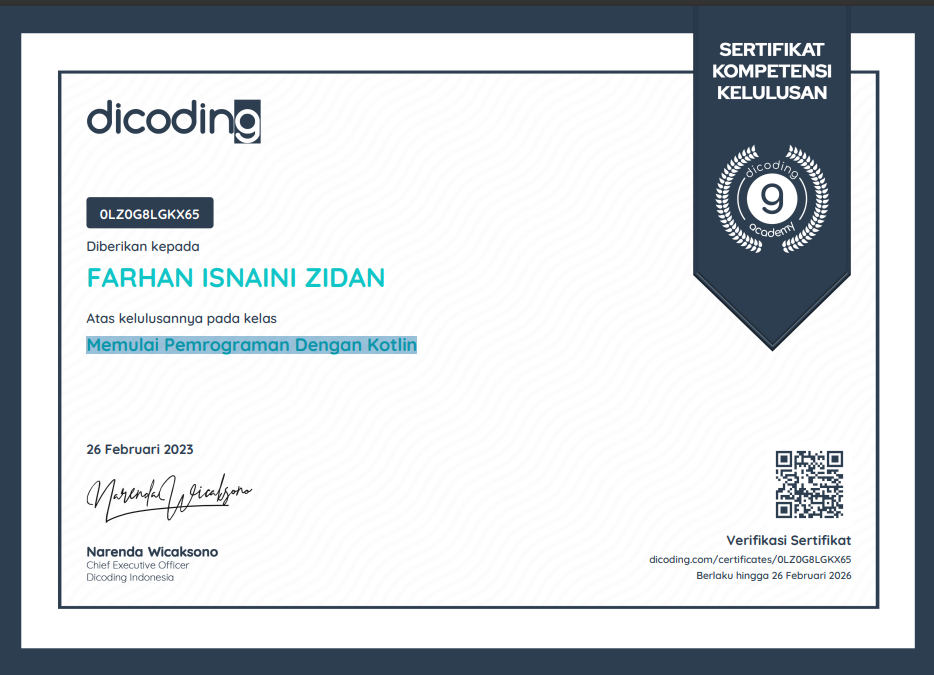 SERTIFIKAT
KOMPETENSI
KELULUSAN
dicoding
dicoding
9
academy
0LZ0G8LGKX65
Diberikan kepada
FARHAN ISNAINI ZIDAN
Atas kelulusannya pada kelas
Memulai Pemrograman Dengan Kotlin
26 Februari 2023
Narenda Wicaksono
Narenda Wicaksono
Chief Executive Officer
Dicoding Indonesia
Verifikasi Sertifikat
dicoding.com/certificates/0LZ0G8LGKX65
Berlaku hingga 26 Februari 2026